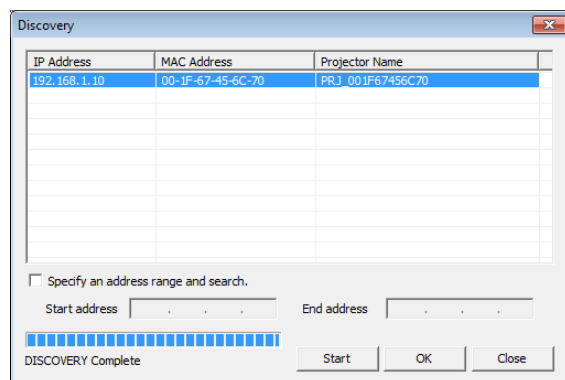 Discovery
IP Address MAC Address Projector Name
192.168.1.10 00-1F-67-45-6C-70 PRJ_001F67456C70
Specify an address range and search.
Start address . . . End address . . .
DISCOVERY Complete Start OK Close